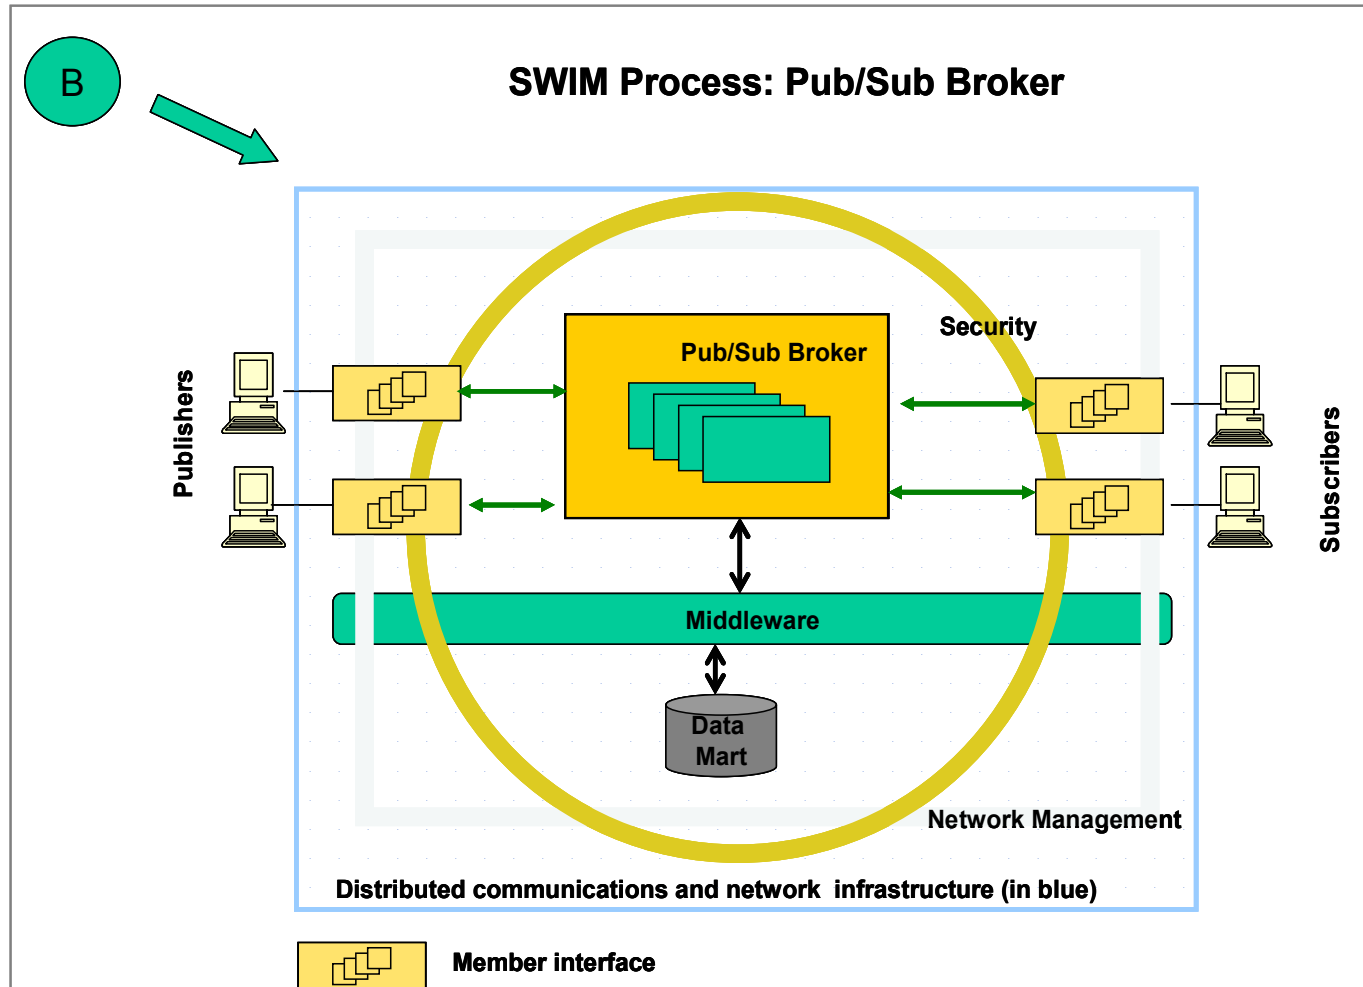 B
SWIM Process: Pub/Sub Broker
Security
Pub/Sub Broker
Publishers
Subscribers
Middleware
Data
Mart
Network Management
Distributed communications and network infrastructure (in blue)
Member interface